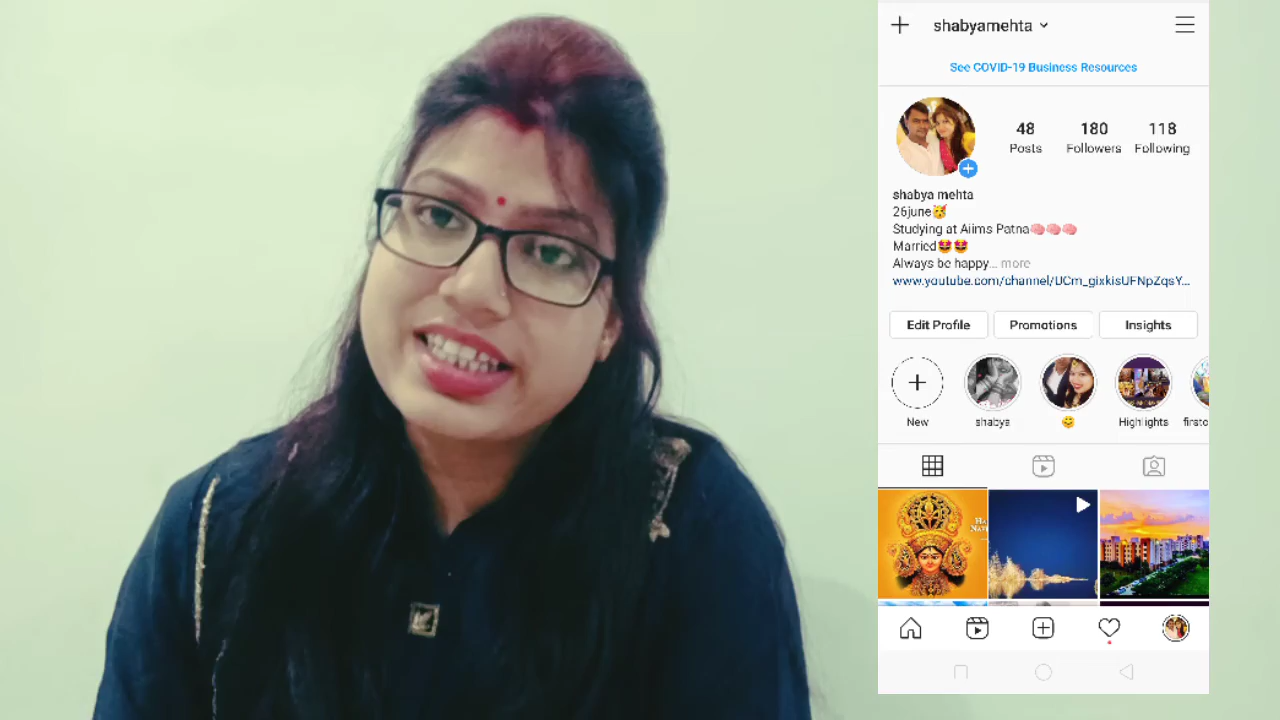 shabyamehta
See COVID-19 Business Resources
48 180 118
Posts Followers Following
shabya mehta
26june🥳
Studying at Aiims Patna🧠🧠🧠
Married🤩🤩
Always be happy... more
www.youtube.com/channel/UCm_gixkisUFNpZqsY...
Edit Profile Promotions Insights
New shabya 😋 Highlights firsto